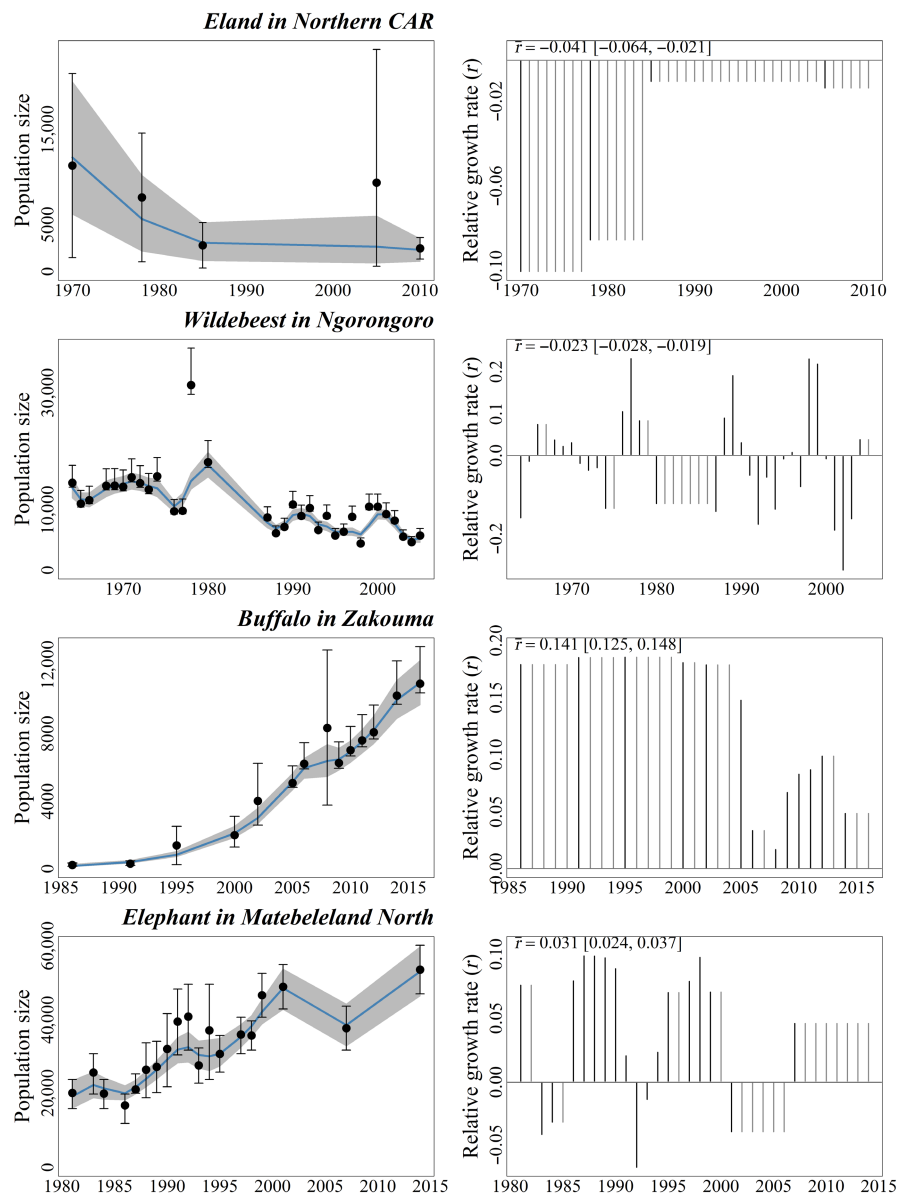 Eland in Northern CAR
Population size
15,000
5000
0
1970 1980 1990 2000 2010
r̄ = −0.041 [−0.064, −0.021]
Relative growth rate (r)
−0.02
−0.06
−0.10
1970 1980 1990 2000 2010
Wildebeest in Ngorongoro
Population size
30,000
10,000
0
1970 1980 1990 2000
r̄ = −0.023 [−0.028, −0.019]
Relative growth rate (r)
0.2
0.1
0.0
−0.2
1970 1980 1990 2000
Buffalo in Zakouma
Population size
12,000
8000
4000
0
1985 1990 1995 2000 2005 2010 2015
r̄ = 0.141 [0.125, 0.148]
Relative growth rate (r)
0.20
0.15
0.10
0.05
0.00
1985 1990 1995 2000 2005 2010 2015
Elephant in Matebeleland North
Population size
60,000
40,000
20,000
0
1980 1985 1990 1995 2000 2005 2010 2015
r̄ = 0.031 [0.024, 0.037]
Relative growth rate (r)
0.10
0.05
0.00
−0.05
1980 1985 1990 1995 2000 2005 2010 2015